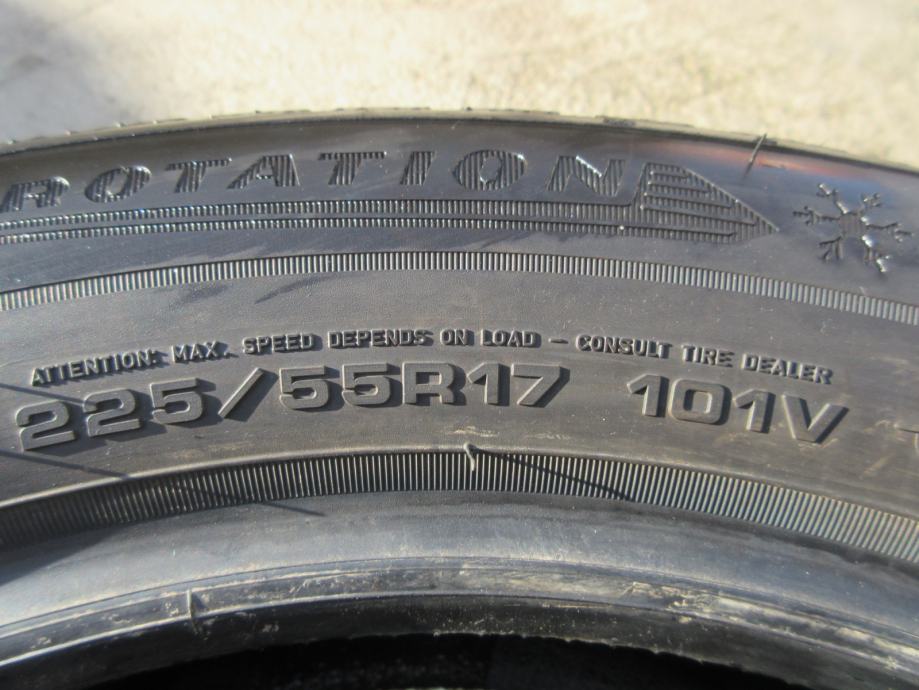 ROTATION
ATTENTION: MAX. SPEED DEPENDS ON LOAD – CONSULT TIRE DEALER
225/55R17 101V